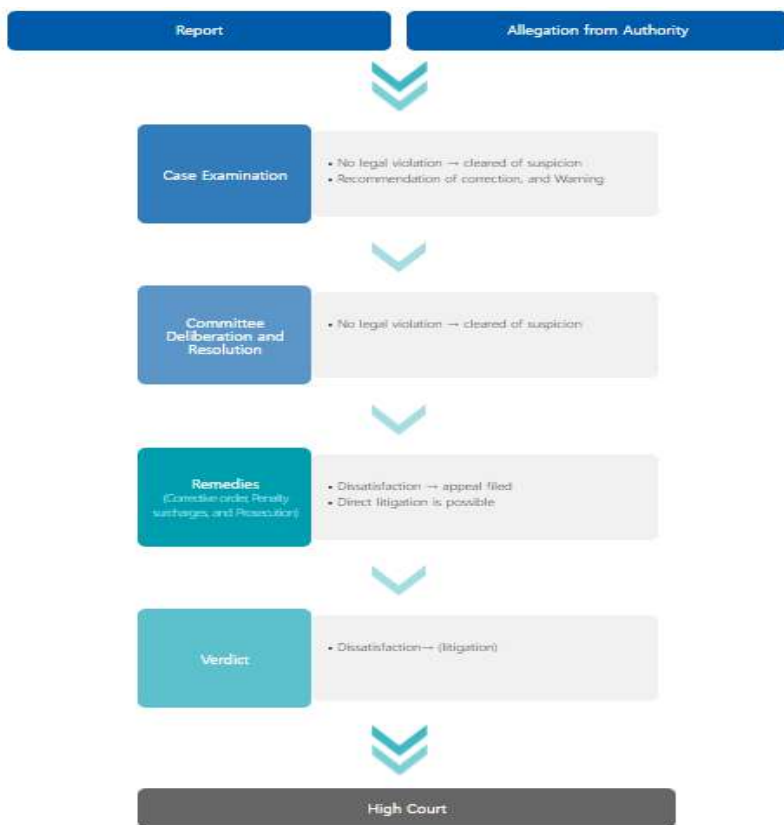 Report
Allegation from Authority
Case Examination
• No legal violation → cleared of suspicion
• Recommendation of correction, and Warning
Committee
Deliberation and
Resolution
• No legal violation → cleared of suspicion
Remedies
(Corrective order, Penalty
surcharges, and Prosecution)
• Dissatisfaction → appeal filed
• Direct litigation is possible
Verdict
• Dissatisfaction→ (litigation)
High Court